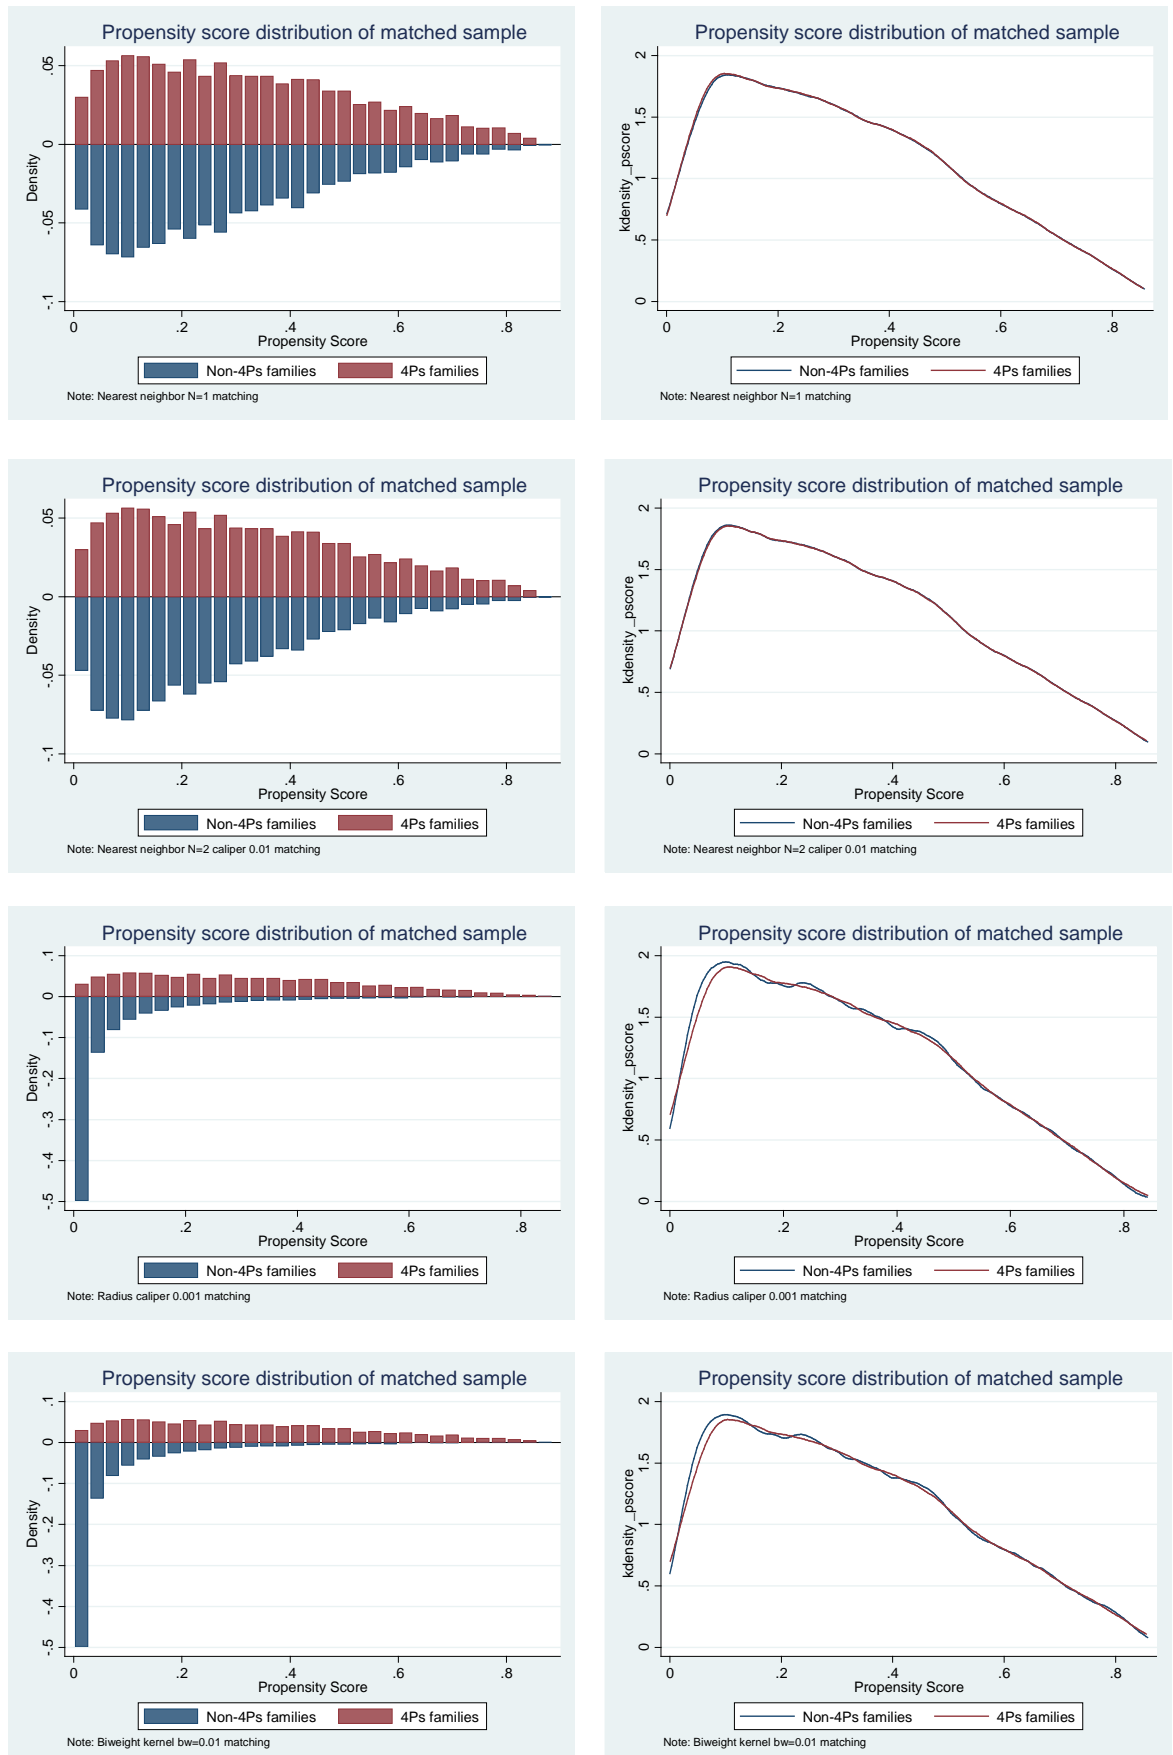 Propensity score distribution of matched sample
.05
0
-.05
-.1
Density
0 .2 .4 .6 .8
Propensity Score
Non-4Ps families 4Ps families
Note: Nearest neighbor N=1 matching
Propensity score distribution of matched sample
2
1.5
1
.5
0
kdensity _pscore
0 .2 .4 .6 .8
Propensity Score
Non-4Ps families 4Ps families
Note: Nearest neighbor N=1 matching
Propensity score distribution of matched sample
.05
0
-.05
-.1
Density
0 .2 .4 .6 .8
Propensity Score
Non-4Ps families 4Ps families
Note: Nearest neighbor N=2 caliper 0.01 matching
Propensity score distribution of matched sample
2
1.5
1
.5
0
kdensity _pscore
0 .2 .4 .6 .8
Propensity Score
Non-4Ps families 4Ps families
Note: Nearest neighbor N=2 caliper 0.01 matching
Propensity score distribution of matched sample
.1
0
-.1
-.2
-.3
-.4
-.5
Density
0 .2 .4 .6 .8
Propensity Score
Non-4Ps families 4Ps families
Note: Radius caliper 0.001 matching
Propensity score distribution of matched sample
2
1.5
1
.5
0
kdensity _pscore
0 .2 .4 .6 .8
Propensity Score
Non-4Ps families 4Ps families
Note: Radius caliper 0.001 matching
Propensity score distribution of matched sample
.1
0
-.1
-.2
-.3
-.4
-.5
Density
0 .2 .4 .6 .8
Propensity Score
Non-4Ps families 4Ps families
Note: Biweight kernel bw=0.01 matching
Propensity score distribution of matched sample
2
1.5
1
.5
0
kdensity _pscore
0 .2 .4 .6 .8
Propensity Score
Non-4Ps families 4Ps families
Note: Biweight kernel bw=0.01 matching